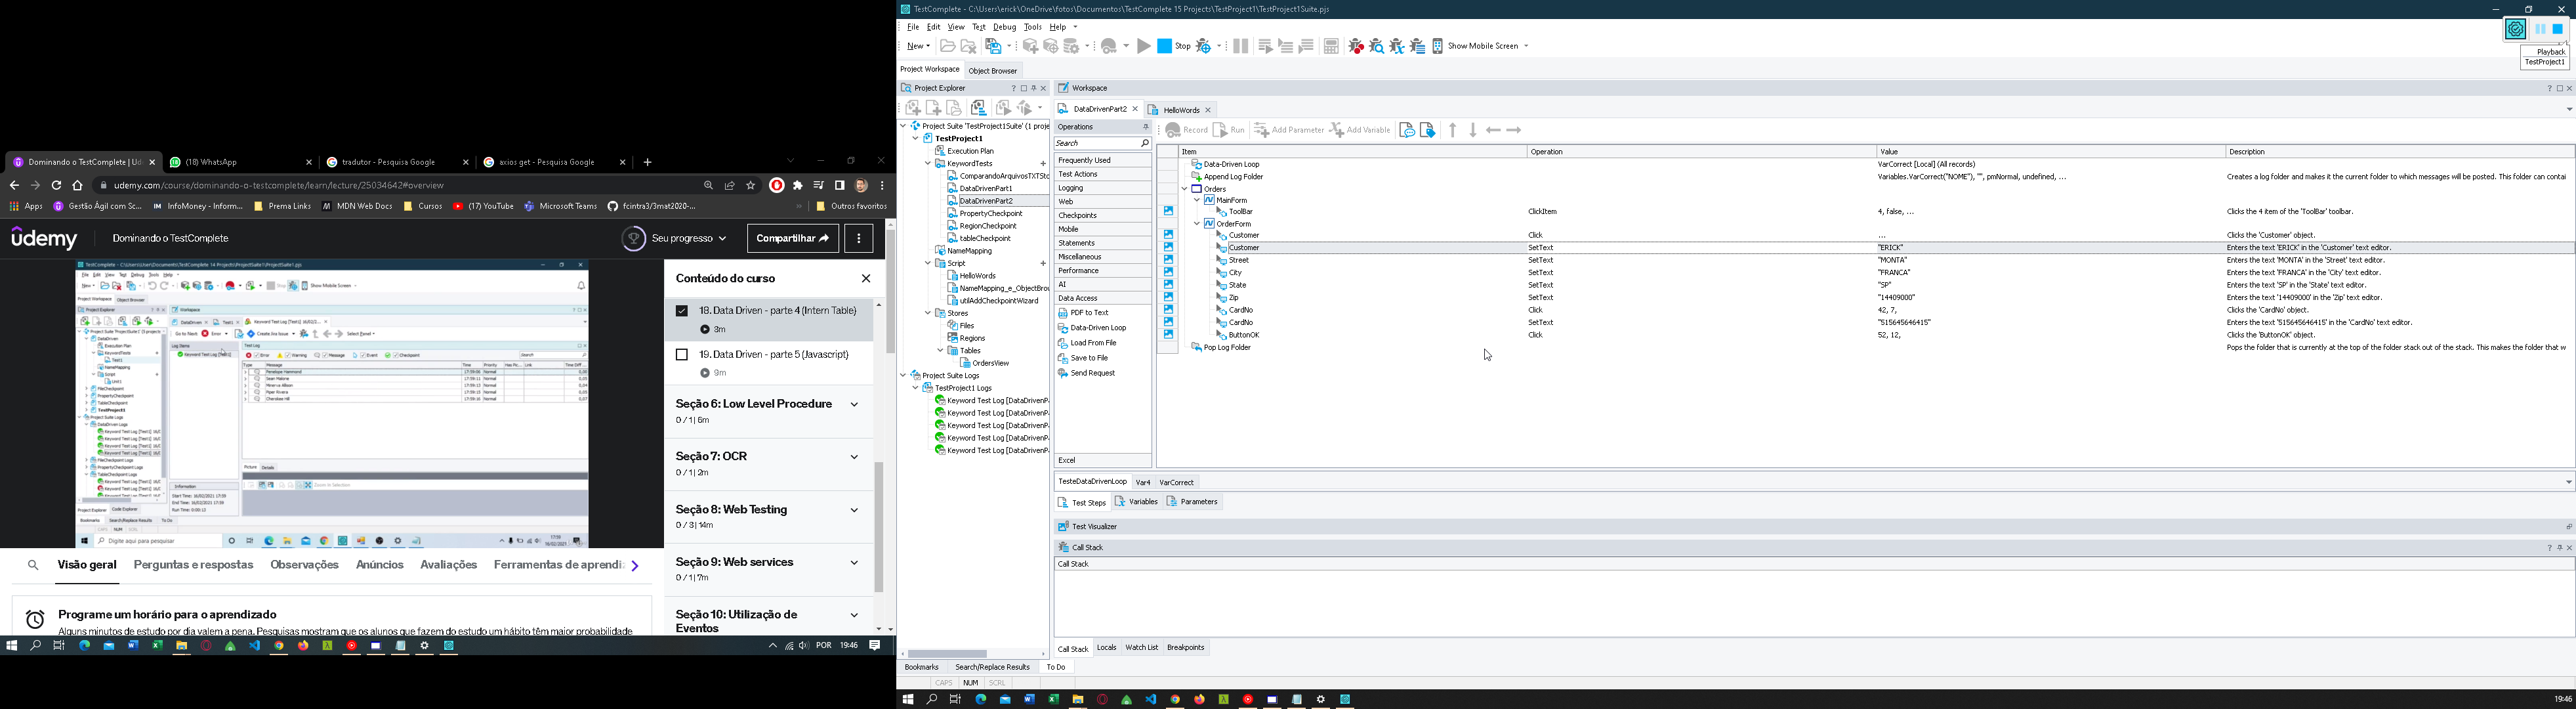 TestComplete - C:\Users\erick\OneDrive\fotos\Documentos\TestComplete 15 Projects\TestProject1\TestProject1Suite.pjs
File Edit View Test Debug Tools Help
New
Stop
Show Mobile Screen
Playback
TestProject1
Project Workspace Object Browser
Project Explorer
Workspace
DataDrivenPart2
HelloWords
Operations
Search
Record Run Add Parameter Add Variable
Project Suite 'TestProject1Suite' (1 proje
TestProject1
Execution Plan
KeywordTests
ComparandoArquivosTXTSto
DataDrivenPart1
DataDrivenPart2
PropertyCheckpoint
RegionCheckpoint
tableCheckpoint
NameMapping
Script
HelloWords
NameMapping_e_ObjectBrou
utilAddCheckpointWizard
Stores
Files
Regions
Tables
OrdersView
Project Suite Logs
TestProject1 Logs
Keyword Test Log [DataDrivenP
Keyword Test Log [DataDrivenP
Keyword Test Log [DataDrivenP
Keyword Test Log [DataDrivenP
Keyword Test Log [DataDrivenP
Frequently Used
Test Actions
Logging
Web
Checkpoints
Mobile
Statements
Miscellaneous
Performance
AI
Data Access
PDF to Text
Data-Driven Loop
Load From File
Save to File
Send Request
Excel
Item Operation Value Description
Data-Driven Loop VarCorrect [Local] (All records)
Append Log Folder Variables.VarCorrect("NOME"), "", pmNormal, undefined, ... Creates a log folder and makes it the current folder to which messages will be posted. This folder can contai
Orders
MainForm
ToolBar ClickItem 4, false, ... Clicks the 4 item of the 'ToolBar' toolbar.
OrderForm
Customer Click ... Clicks the 'Customer' object.
Customer SetText "ERICK" Enters the text 'ERICK' in the 'Customer' text editor.
Street SetText "MONTA" Enters the text 'MONTA' in the 'Street' text editor.
City SetText "FRANCA" Enters the text 'FRANCA' in the 'City' text editor.
State SetText "SP" Enters the text 'SP' in the 'State' text editor.
Zip SetText "14409000" Enters the text '14409000' in the 'Zip' text editor.
CardNo Click 42, 7, Clicks the 'CardNo' object.
CardNo SetText "515645646415" Enters the text '515645646415' in the 'CardNo' text editor.
ButtonOK Click 52, 12, Clicks the 'ButtonOK' object.
Pop Log Folder Pops the folder that is currently at the top of the folder stack out of the stack. This makes the folder that w
TesteDataDrivenLoop Var4 VarCorrect
Test Steps Variables Parameters
Test Visualizer
Call Stack
Call Stack
Call Stack Locals Watch List Breakpoints
Bookmarks Search/Replace Results To Do
CAPS NUM SCRL
19:46
Dominando o TestComplete | Ude
(18) WhatsApp
tradutor - Pesquisa Google
axios get - Pesquisa Google
udemy.com/course/dominando-o-testcomplete/learn/lecture/25034642#overview
Apps Gestão Ágil com Sc... InfoMoney - Inform... Prema Links MDN Web Docs Cursos (17) YouTube Microsoft Teams fcintra3/3mat2020-... Outros favoritos
ûdemy
Dominando o TestComplete
Seu progresso
Compartilhar
Conteúdo do curso
18. Data Driven - parte 4 (Intern Table)
3m
19. Data Driven - parte 5 (Javascript)
9m
Seção 6: Low Level Procedure
0 / 1 | 6m
Seção 7: OCR
0 / 1 | 2m
Seção 8: Web Testing
0 / 3 | 14m
Seção 9: Web services
0 / 1 | 7m
Seção 10: Utilização de
Eventos
Visão geral Perguntas e respostas Observações Anúncios Avaliações Ferramentas de aprendi
Programe um horário para o aprendizado
Alguns minutos de estudo por dia valem a pena. Pesquisas mostram que os alunos que fazem do estudo um hábito têm maior probabilidade
POR 19:46